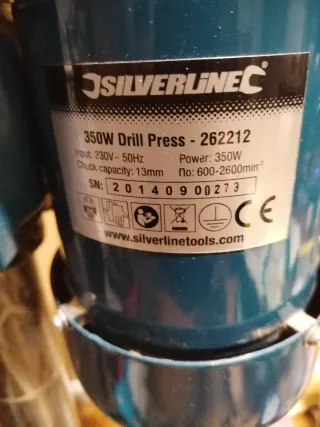 SILVERLINE
350W Drill Press - 262212
Input: 230V~ 50Hz Power: 350W
Chuck capacity: 13mm no: 600-2600min⁻¹
SN: 20140900273
www.silverlinetools.com
CE